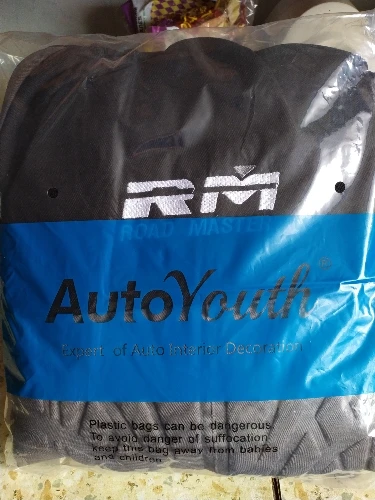 RM
ROAD MASTER
AutoYouth®
Expert of Auto Interior Decoration
Plastic bags can be dangerous
To avoid danger of suffocation
keep this bag away from babies
and children